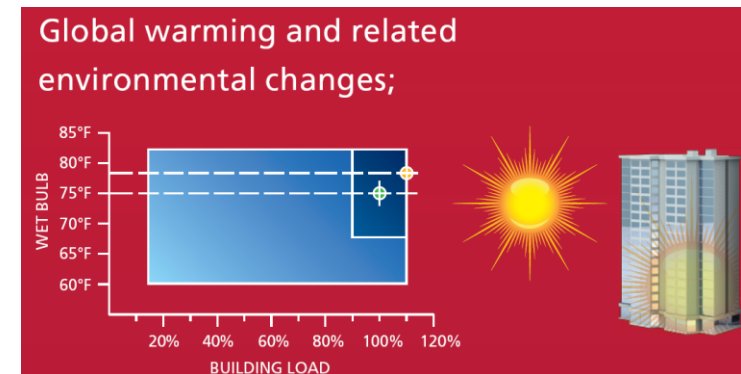 Global warming and related
environmental changes;
85°F
80°F
75°F
70°F
65°F
60°F
WET BULB
20% 40% 60% 80% 100% 120%
BUILDING LOAD